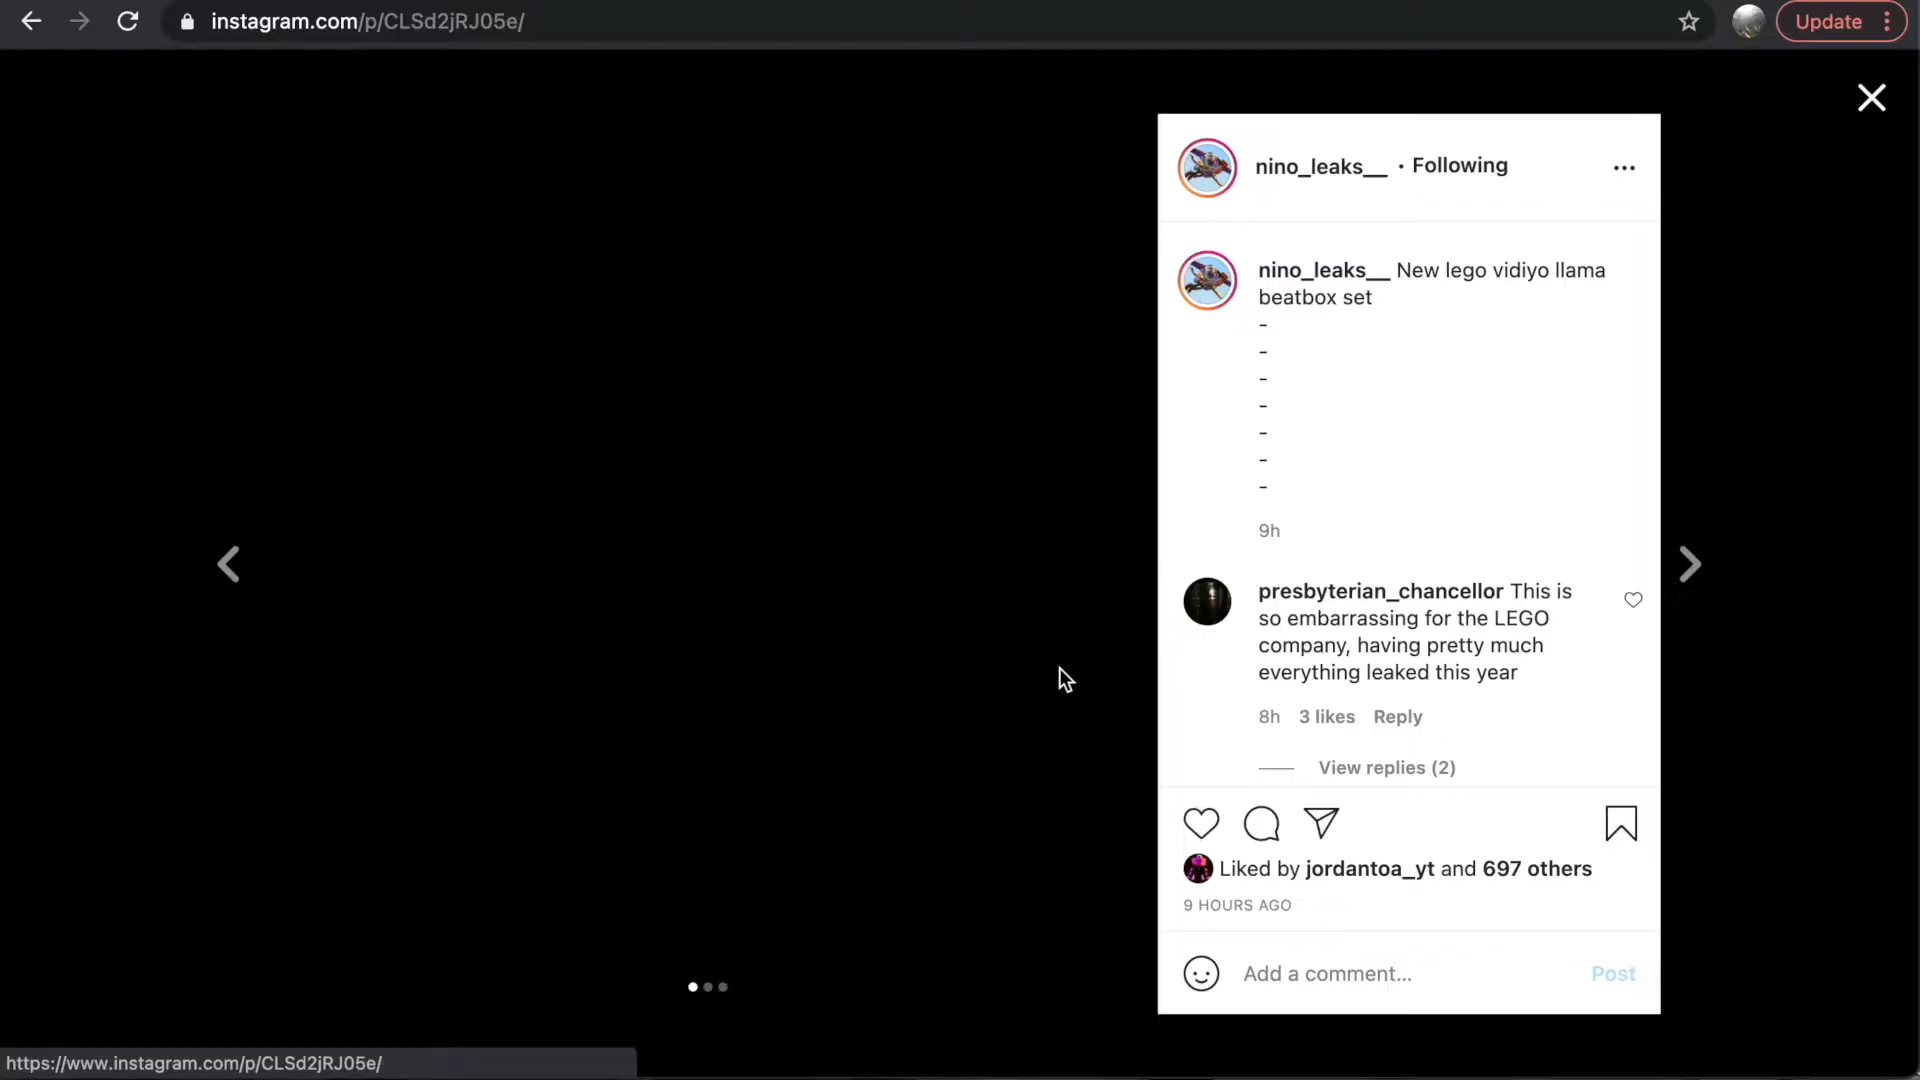 instagram.com/p/CLSd2jRJ05e/
Update
nino_leaks__ • Following
nino_leaks__ New lego vidiyo llama
beatbox set
-
-
-
-
-
-
-
9h
presbyterian_chancellor This is
so embarrassing for the LEGO
company, having pretty much
everything leaked this year
8h 3 likes Reply
View replies (2)
Liked by jordantoa_yt and 697 others
9 HOURS AGO
Add a comment... Post
https://www.instagram.com/p/CLSd2jRJ05e/